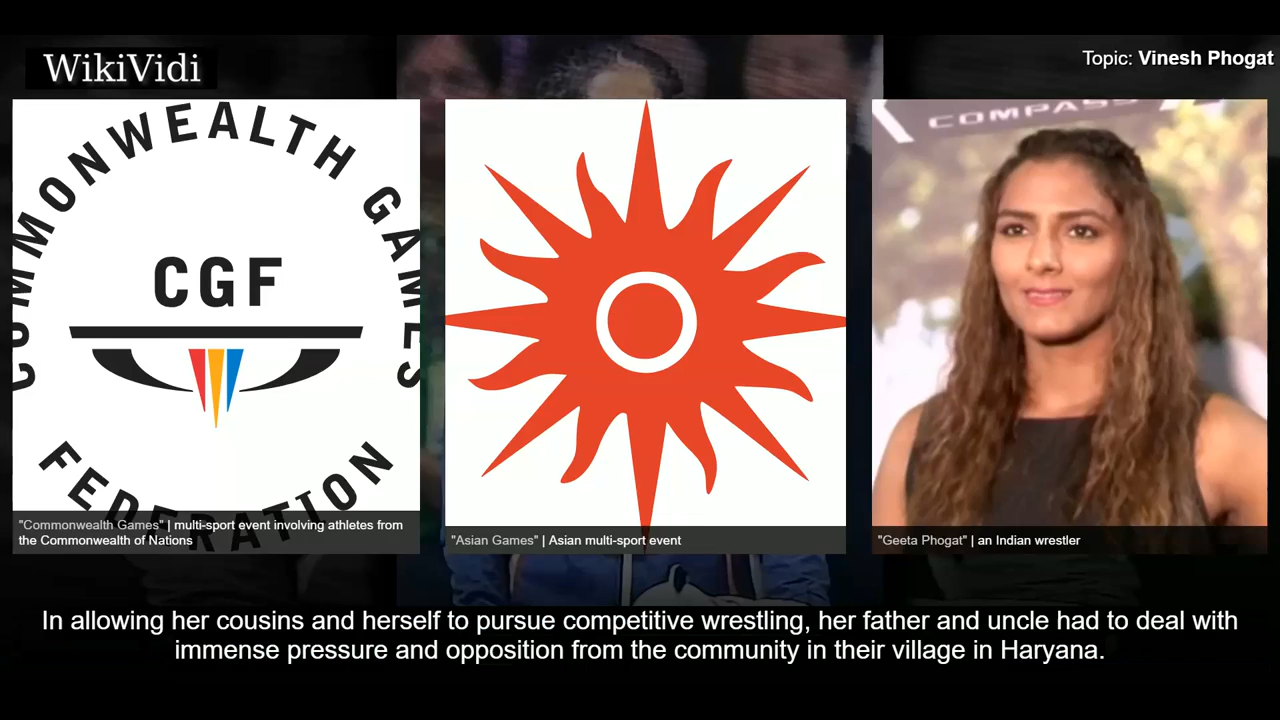 WikiVidi
Topic: Vinesh Phogat
COMMONWEALTH GAMES
CGF
FEDERATION
"Commonwealth Games" | multi-sport event involving athletes from
the Commonwealth of Nations
"Asian Games" | Asian multi-sport event
COMPASS
"Geeta Phogat" | an Indian wrestler
In allowing her cousins and herself to pursue competitive wrestling, her father and uncle had to deal with
immense pressure and opposition from the community in their village in Haryana.